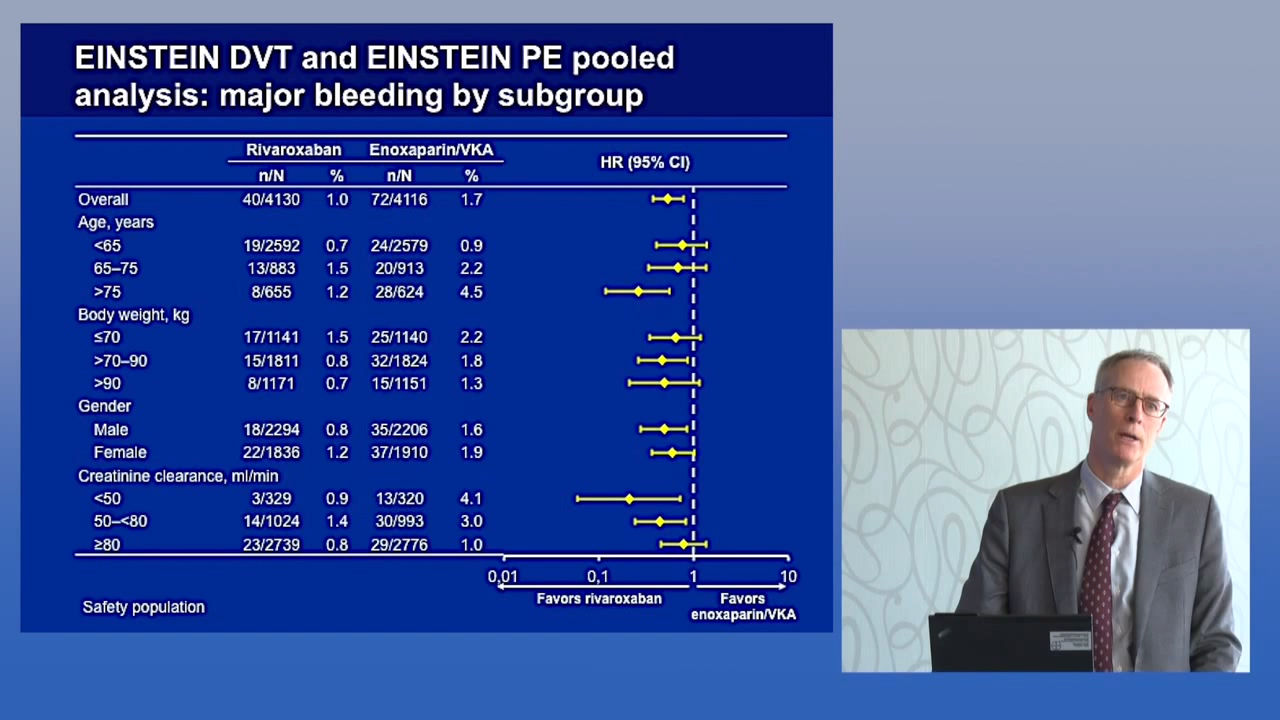 EINSTEIN DVT and EINSTEIN PE pooled
analysis: major bleeding by subgroup
Rivaroxaban Enoxaparin/VKA HR (95% CI)
n/N % n/N %
Overall 40/4130 1.0 72/4116 1.7
Age, years
<65 19/2592 0.7 24/2579 0.9
65–75 13/883 1.5 20/913 2.2
>75 8/655 1.2 28/624 4.5
Body weight, kg
≤70 17/1141 1.5 25/1140 2.2
>70–90 15/1811 0.8 32/1824 1.8
>90 8/1171 0.7 15/1151 1.3
Gender
Male 18/2294 0.8 35/2206 1.6
Female 22/1836 1.2 37/1910 1.9
Creatinine clearance, ml/min
<50 3/329 0.9 13/320 4.1
50–<80 14/1024 1.4 30/993 3.0
≥80 23/2739 0.8 29/2776 1.0
0,01 0,1 1 10
Favors rivaroxaban
Favors
enoxaparin/VKA
Safety population